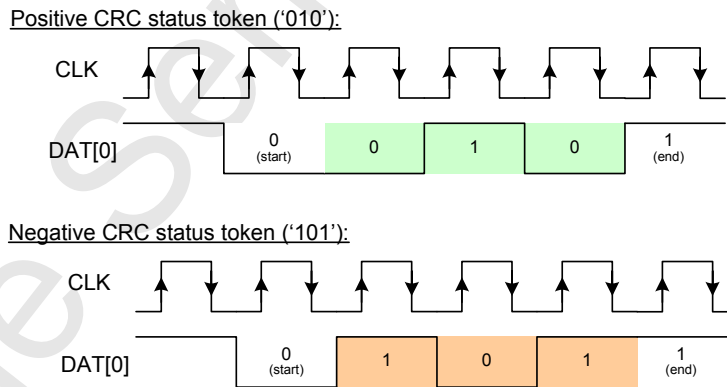 Positive CRC status token (‘010’):
CLK
DAT[0]
0 0 1 0 1
(start) (end)
Negative CRC status token (‘101’):
CLK
DAT[0]
0 1 0 1 1
(start) (end)